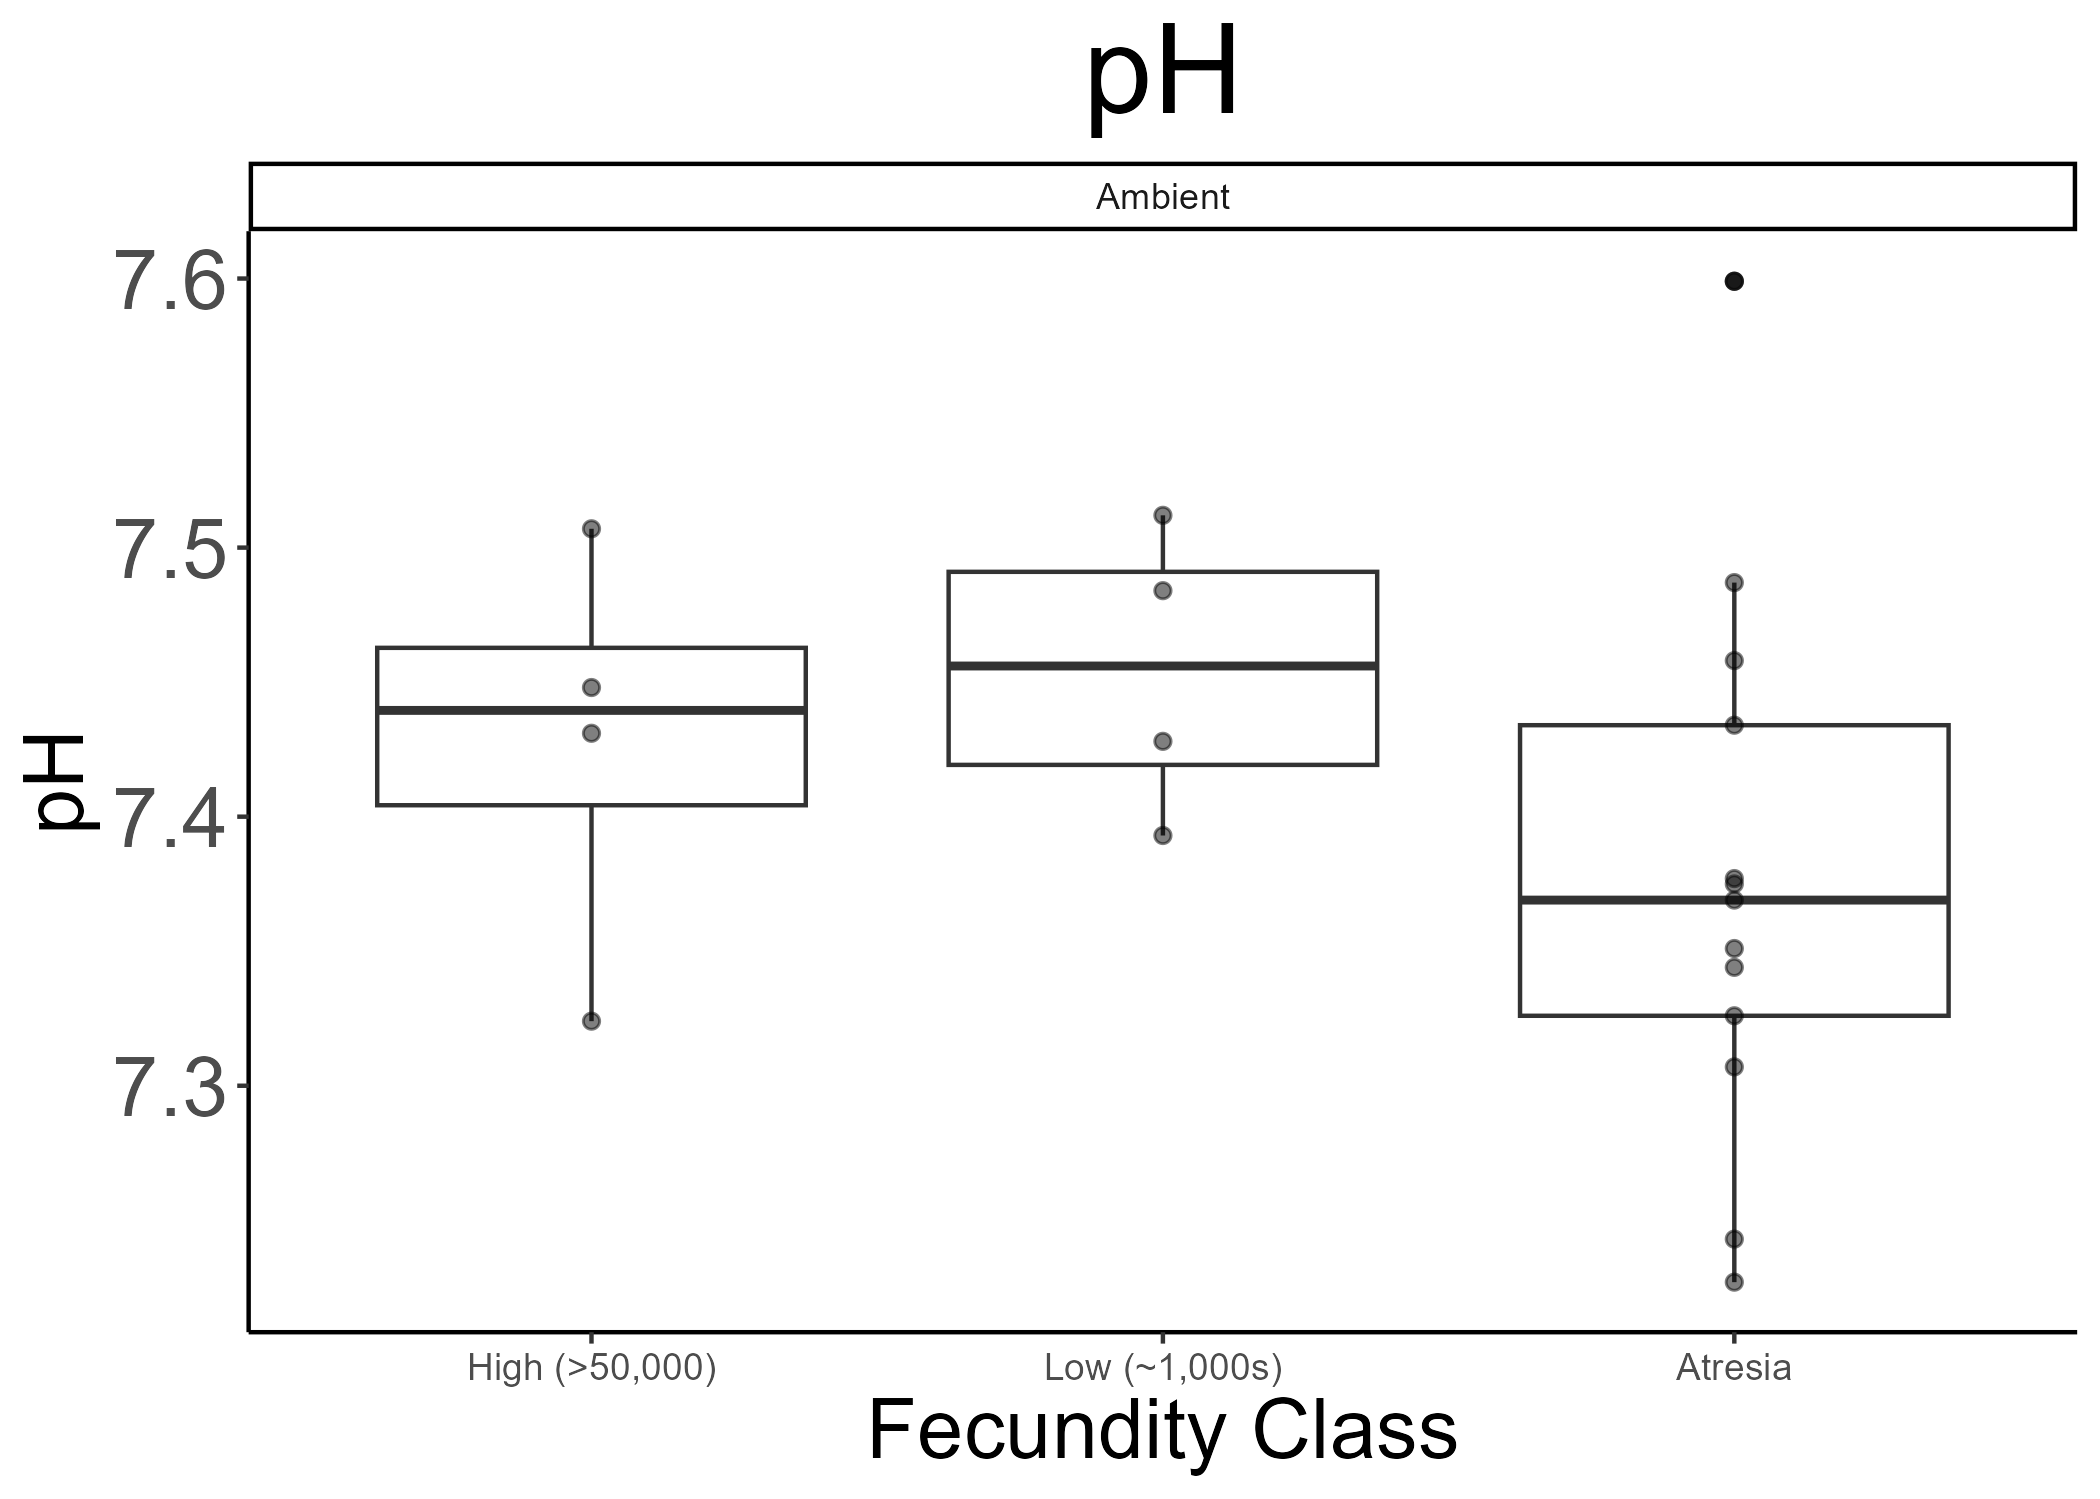 pH
Ambient
7.6
7.5
7.4
7.3
pH
High (>50,000)
Low (~1,000s)
Atresia
Fecundity Class